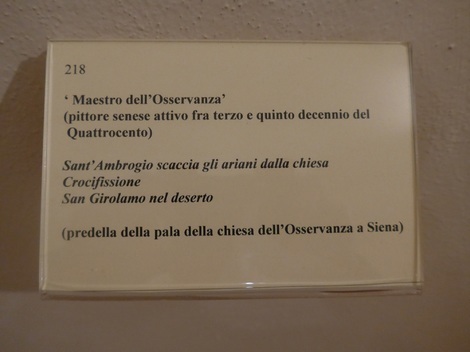 218
‘ Maestro dell’Osservanza’
(pittore senese attivo fra terzo e quinto decennio del
Quattrocento)
Sant’Ambrogio scaccia gli ariani dalla chiesa
Crocifissione
San Girolamo nel deserto
(predella della pala della chiesa dell’Osservanza a Siena)